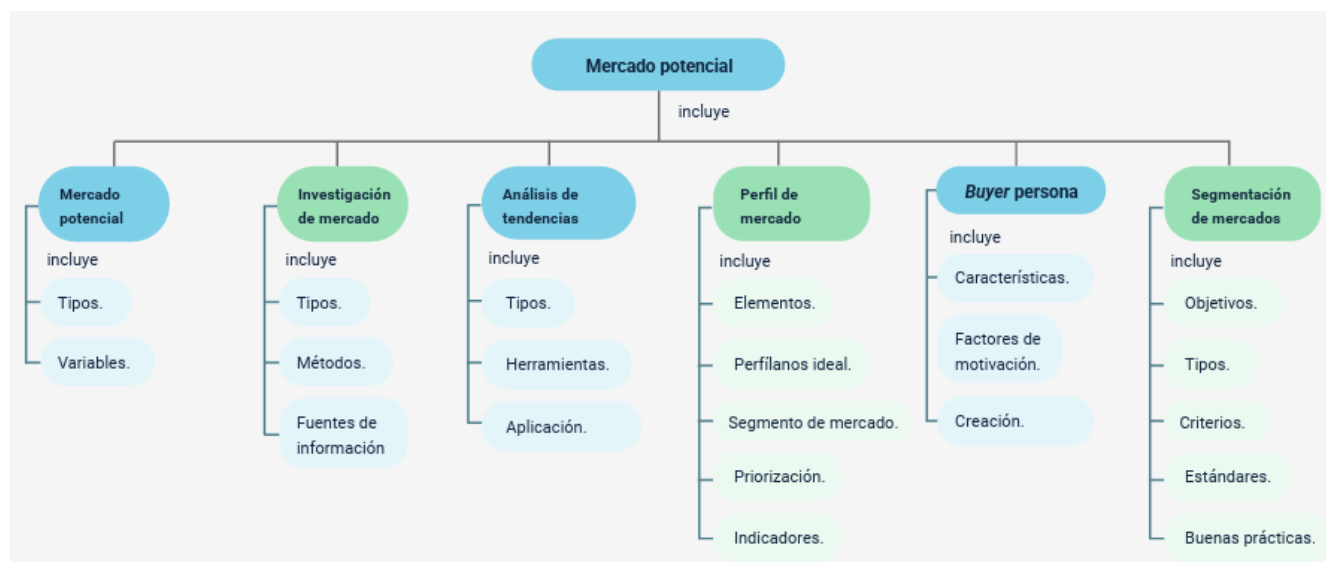 Mercado potencial
incluye
Mercado
potencial
incluye
Tipos.
Variables.
Investigación
de mercado
incluye
Tipos.
Métodos.
Fuentes de
información
Análisis de
tendencias
incluye
Tipos.
Herramientas.
Aplicación.
Perfil de
mercado
incluye
Elementos.
Perfílanos ideal.
Segmento de mercado.
Priorización.
Indicadores.
Buyer persona
incluye
Características.
Factores de
motivación.
Creación.
Segmentación
de mercados
incluye
Objetivos.
Tipos.
Criterios.
Estándares.
Buenas prácticas.